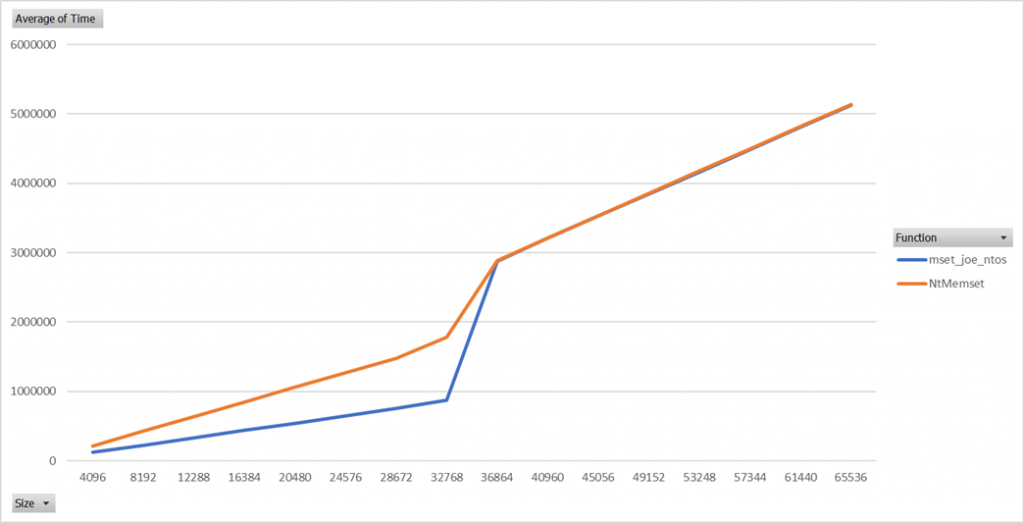 Average of Time
6000000
5000000
4000000
3000000
2000000
1000000
0
4096 8192 12288 16384 20480 24576 28672 32768 36864 40960 45056 49152 53248 57344 61440 65536
Size
Function
mset_joe_ntos
NtMemset